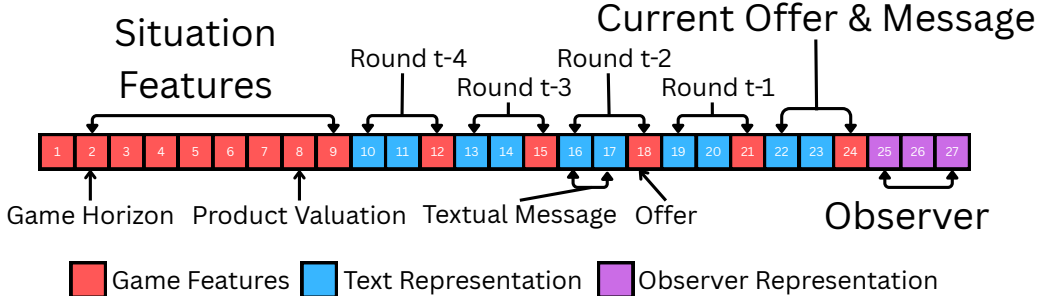 Current Offer & Message
Situation
Features
Round t-4
Round t-2
Round t-3
Round t-1
1 2 3 4 5 6 7 8 9 10 11 12 13 14 15 16 17 18 19 20 21 22 23 24 25 26 27
Game Horizon
Product Valuation
Textual Message
Offer
Observer
Game Features
Text Representation
Observer Representation